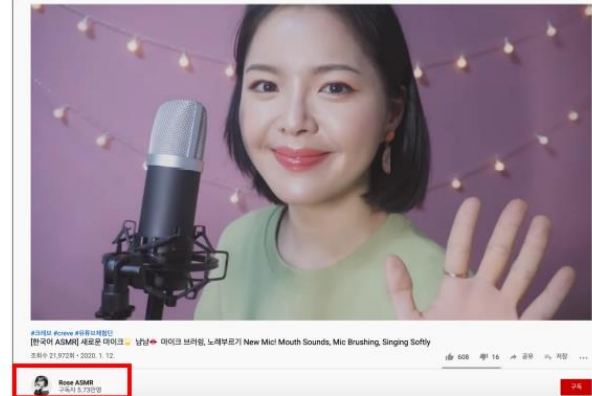 #크레브 #creve #유튜브체험단
[한국어 ASMR] 새로운 마이크💡 냠냠👄 마이크 브러쉼, 노래부르기 New Mic! Mouth Sounds, Mic Brushing, Singing Softly
조회수 21,972회 • 2020. 1. 12.
608 16 공유 저장 ...
Rose ASMR
구독자 5.73만명
구독